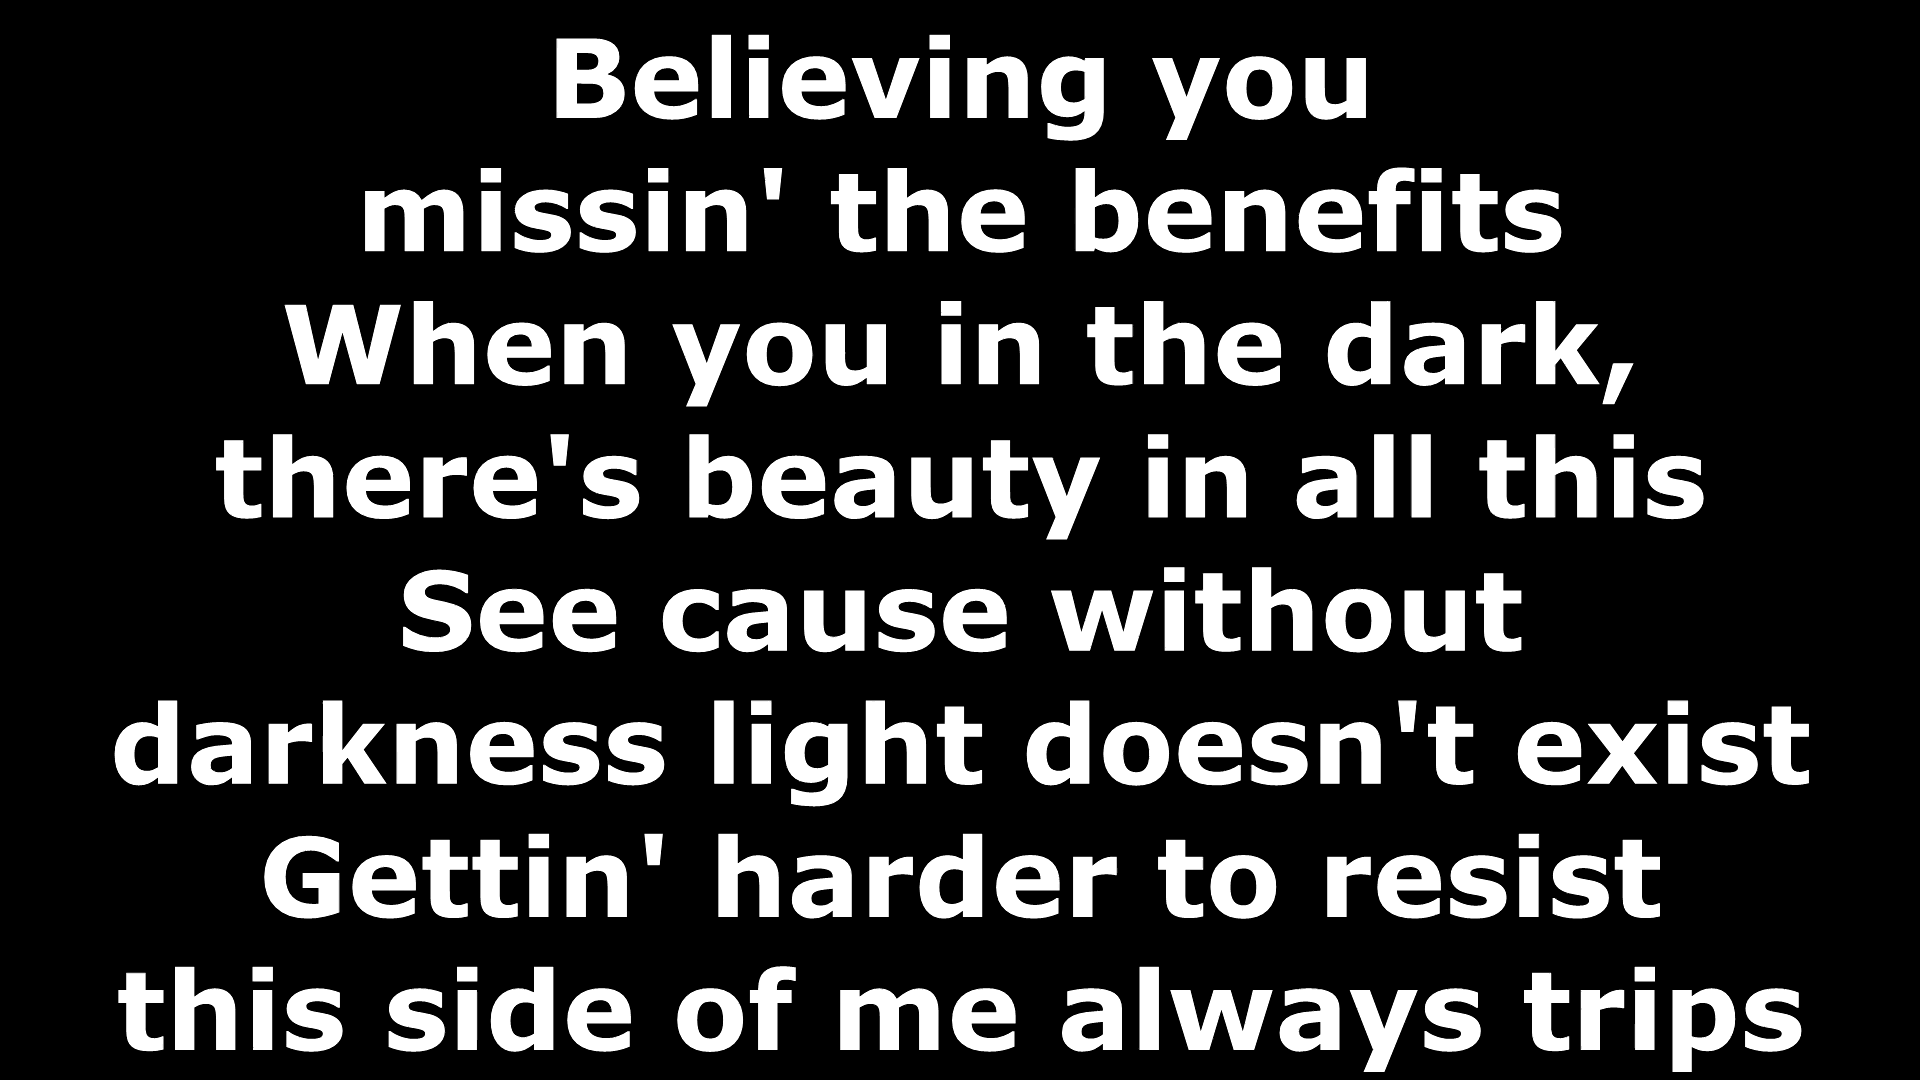 Believing you
missin' the benefits
When you in the dark,
there's beauty in all this
See cause without
darkness light doesn't exist
Gettin' harder to resist
this side of me always trips